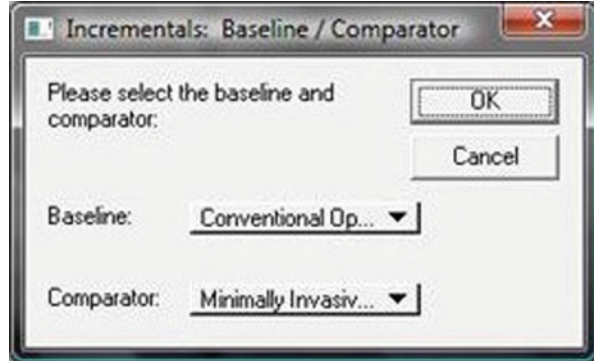 Incrementals: Baseline / Comparator
Please select the baseline and
comparator:
OK
Cancel
Baseline:
Conventional Op...
Comparator:
Minimally Invasiv...